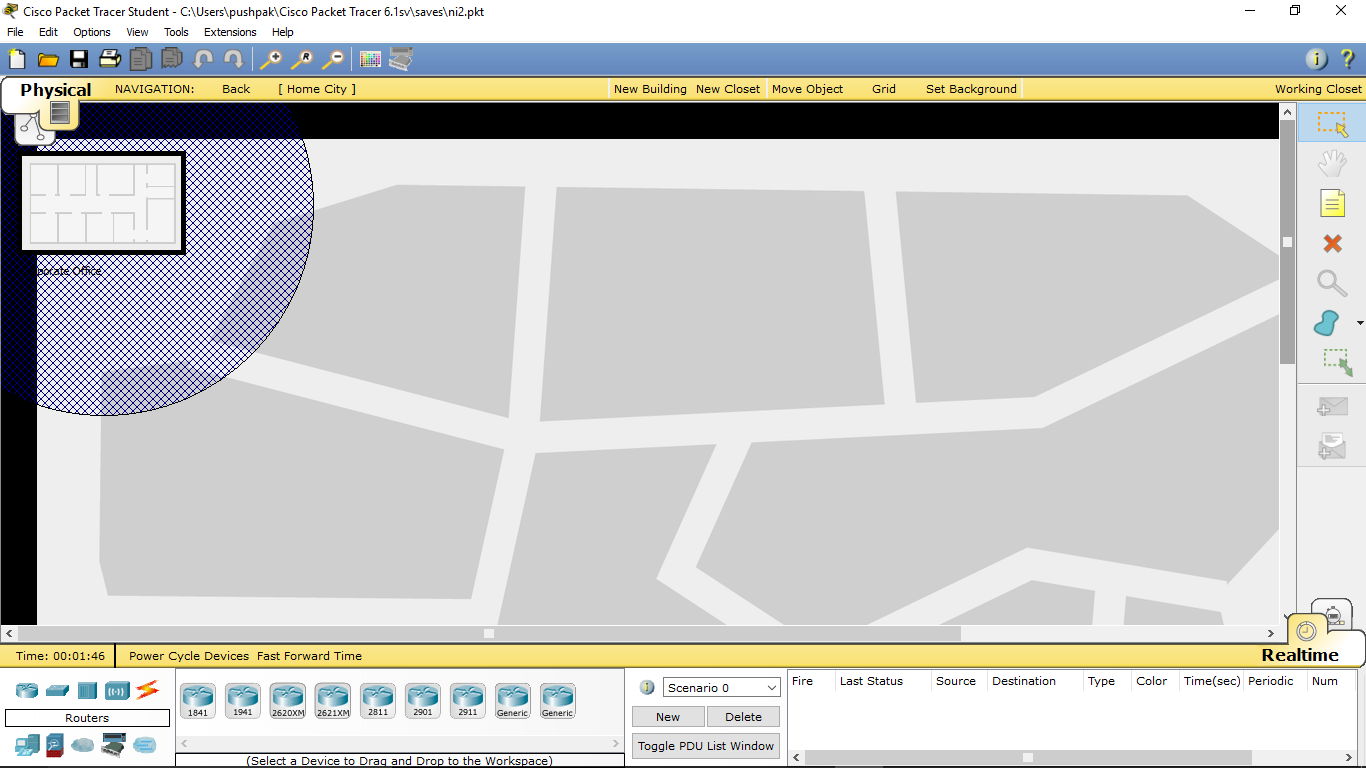 Cisco Packet Tracer Student - C:\Users\pushpak\Cisco Packet Tracer 6.1sv\saves\ni2.pkt
File Edit Options View Tools Extensions Help
Physical NAVIGATION: Back [ Home City ] New Building New Closet Move Object Grid Set Background Working Closet
porate Office
Time: 00:01:46 Power Cycle Devices Fast Forward Time Realtime
Scenario 0 Fire Last Status Source Destination Type Color Time(sec) Periodic Num
1841 1941 2620XM 2621XM 2811 2901 2911 Generic Generic
Routers New Delete
Toggle PDU List Window
(Select a Device to Drag and Drop to the Workspace)